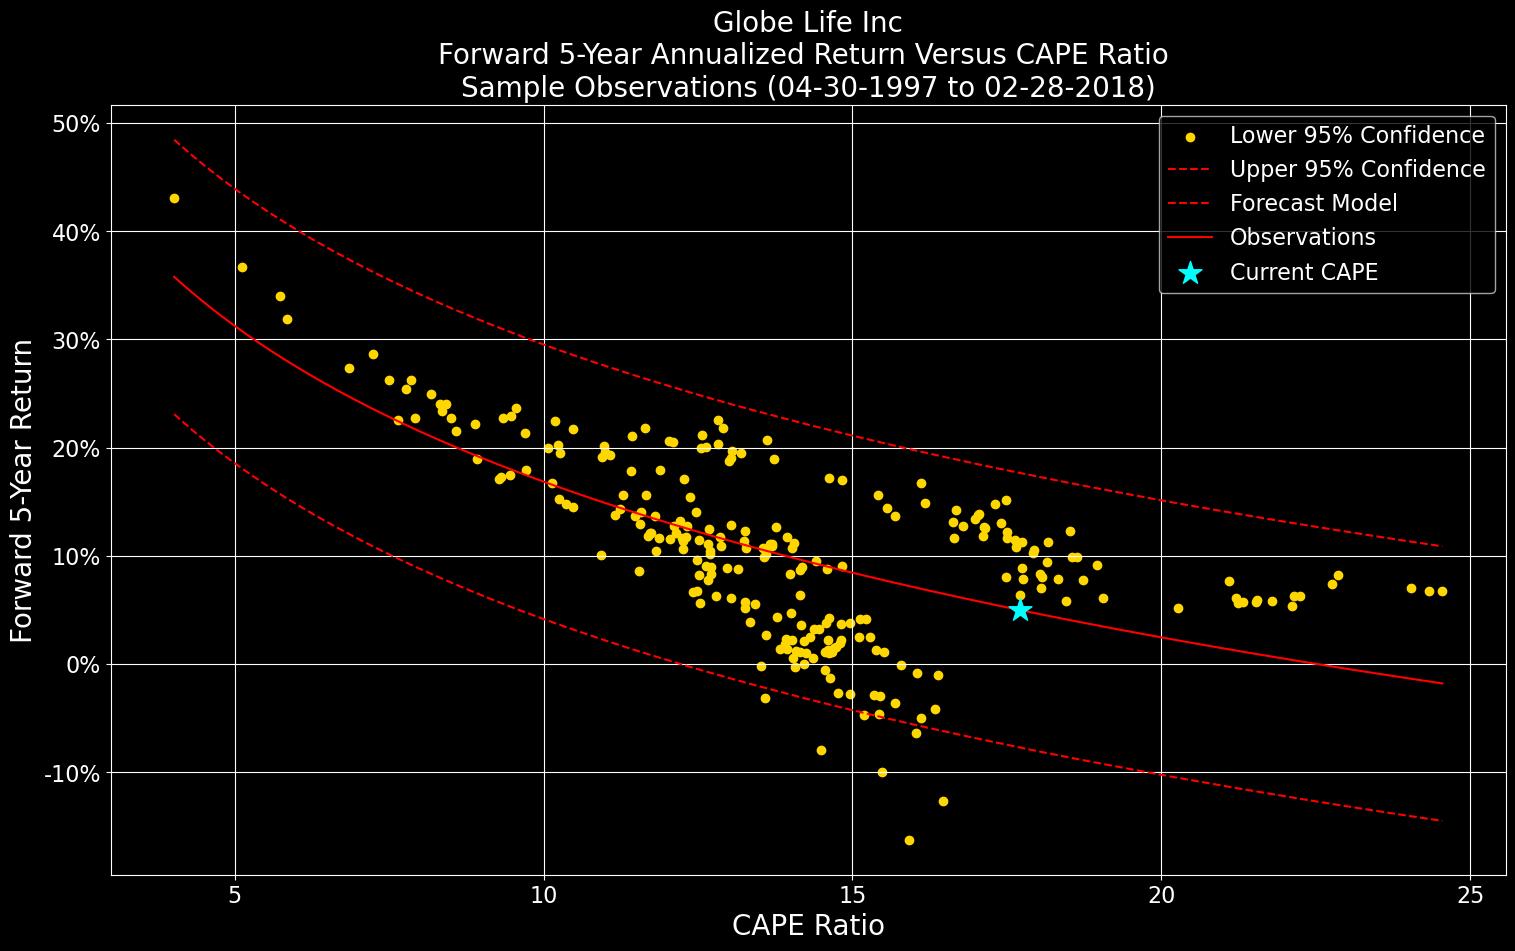 Globe Life Inc
Forward 5-Year Annualized Return Versus CAPE Ratio
Sample Observations (04-30-1997 to 02-28-2018)
Forward 5-Year Return
50%
40%
30%
20%
10%
0%
-10%
Lower 95% Confidence
Upper 95% Confidence
Forecast Model
Observations
Current CAPE
5
10
15
20
25
CAPE Ratio